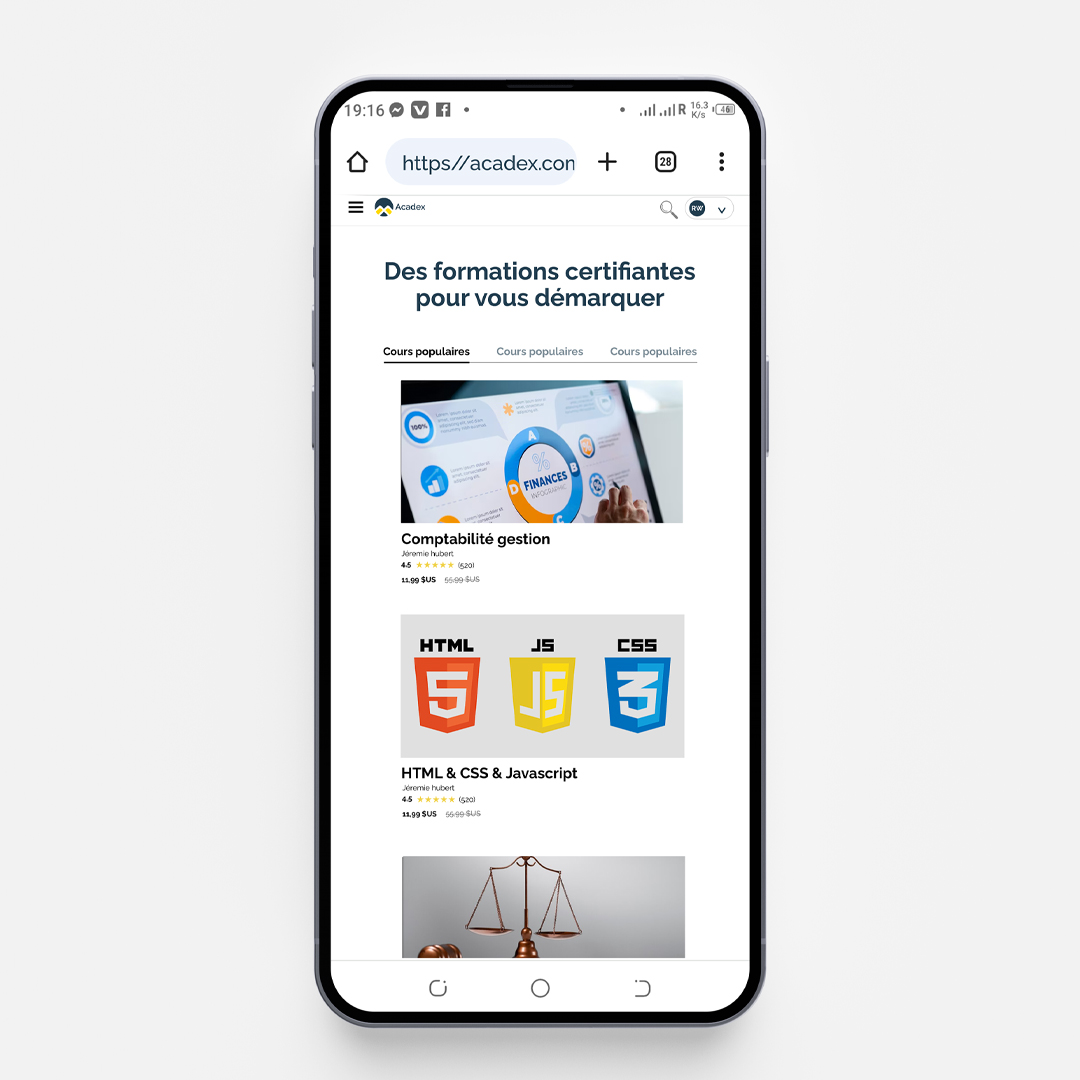 19:16
R 16.3 K/s 46
https//acadex.con
28
Acadex
RW
Des formations certifiantes
pour vous démarquer
Cours populaires Cours populaires Cours populaires
100%
A
B
%
FINANCES
INFOGRAPHIC
D
C
Comptabilité gestion
Jéremie hubert
4.5 ★★★★★ (520)
11,99 $US 55,99 $US
HTML JS CSS
5 JS 3
HTML & CSS & Javascript
Jéremie hubert
4.5 ★★★★★ (520)
11,99 $US 55,99 $US